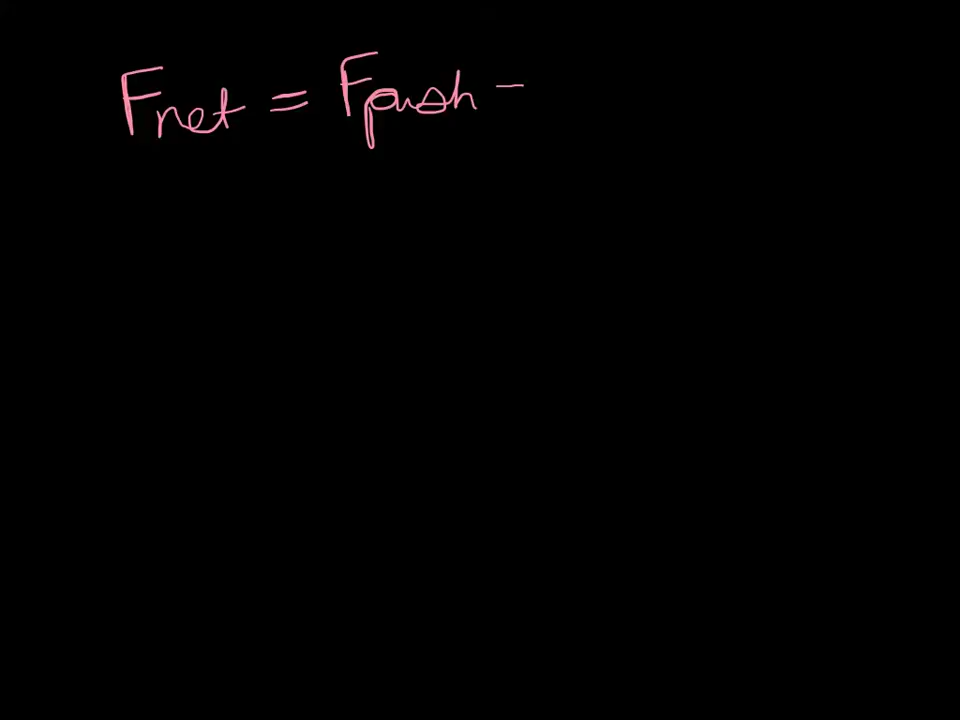 Fnet = Fpush -